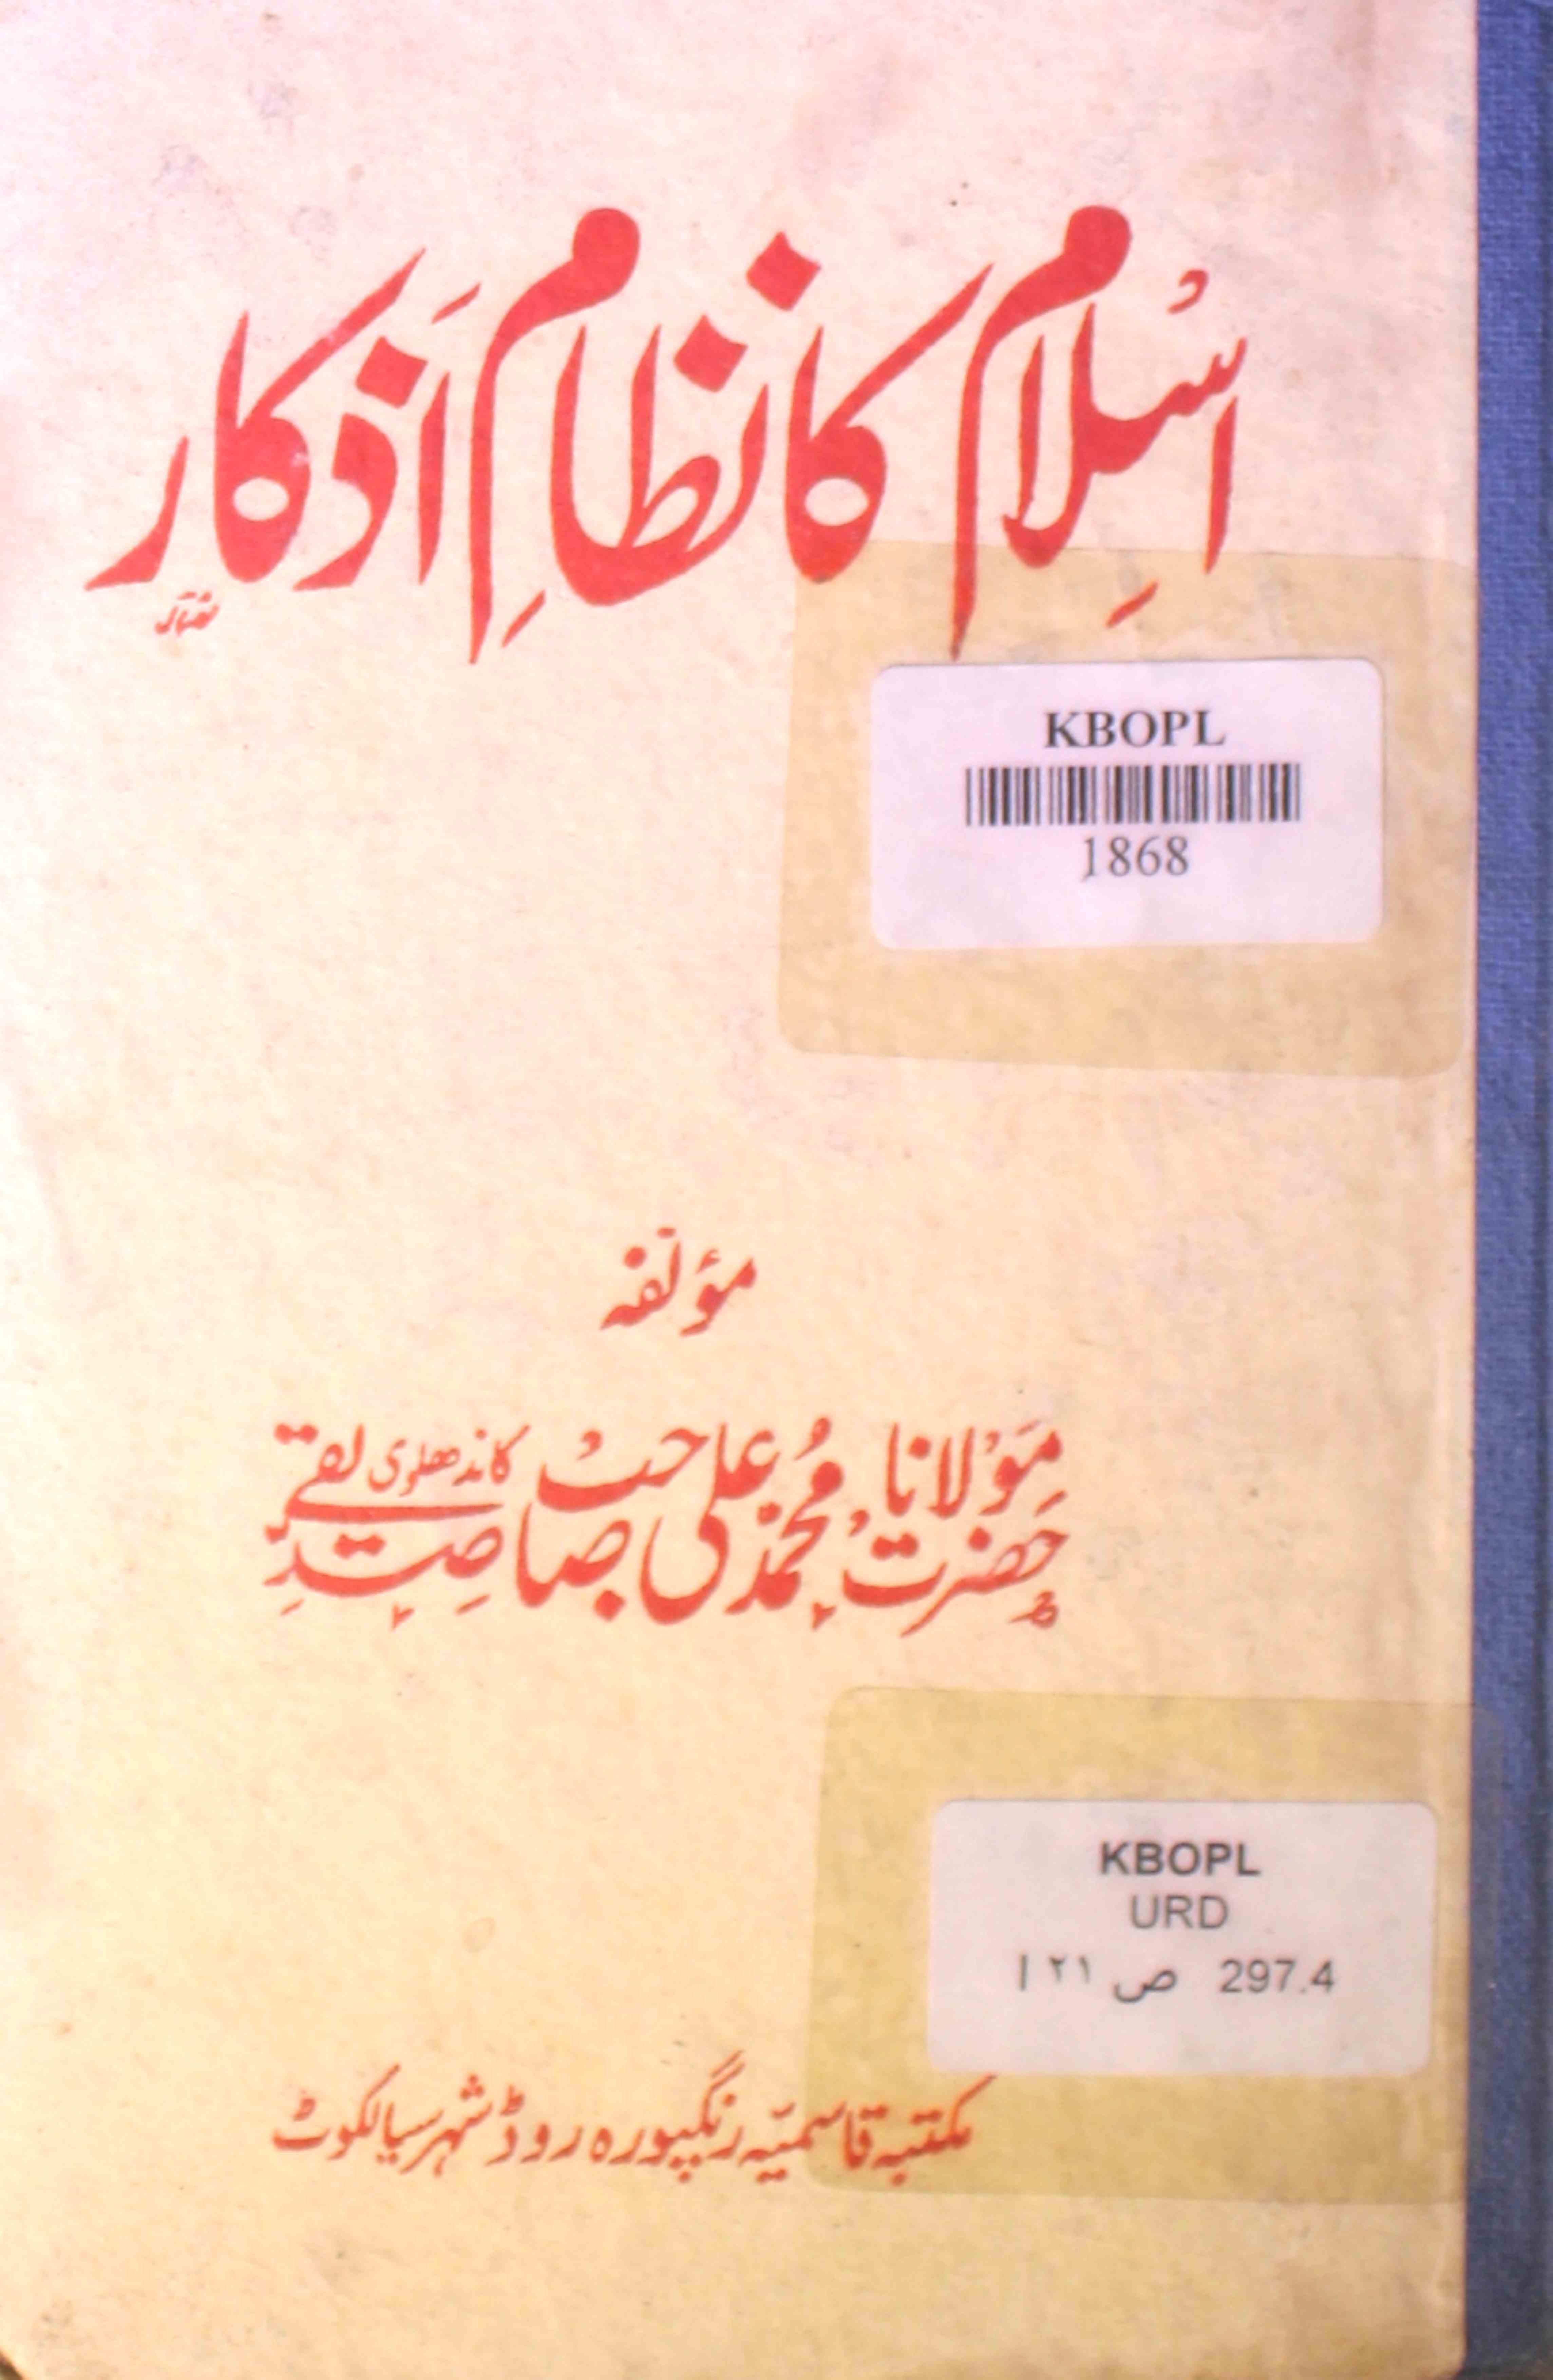 اسلام کا نظامِ اذکار
KBOPL
1868
مؤلفہ
حضرت مولانا محمد علی صاحب صدیقی کاندھلوی
KBOPL
URD
297.4 ص ۱۲۱
مکتبہ قاسمیہ رنگپورہ روڈ شہر سیالکوٹ